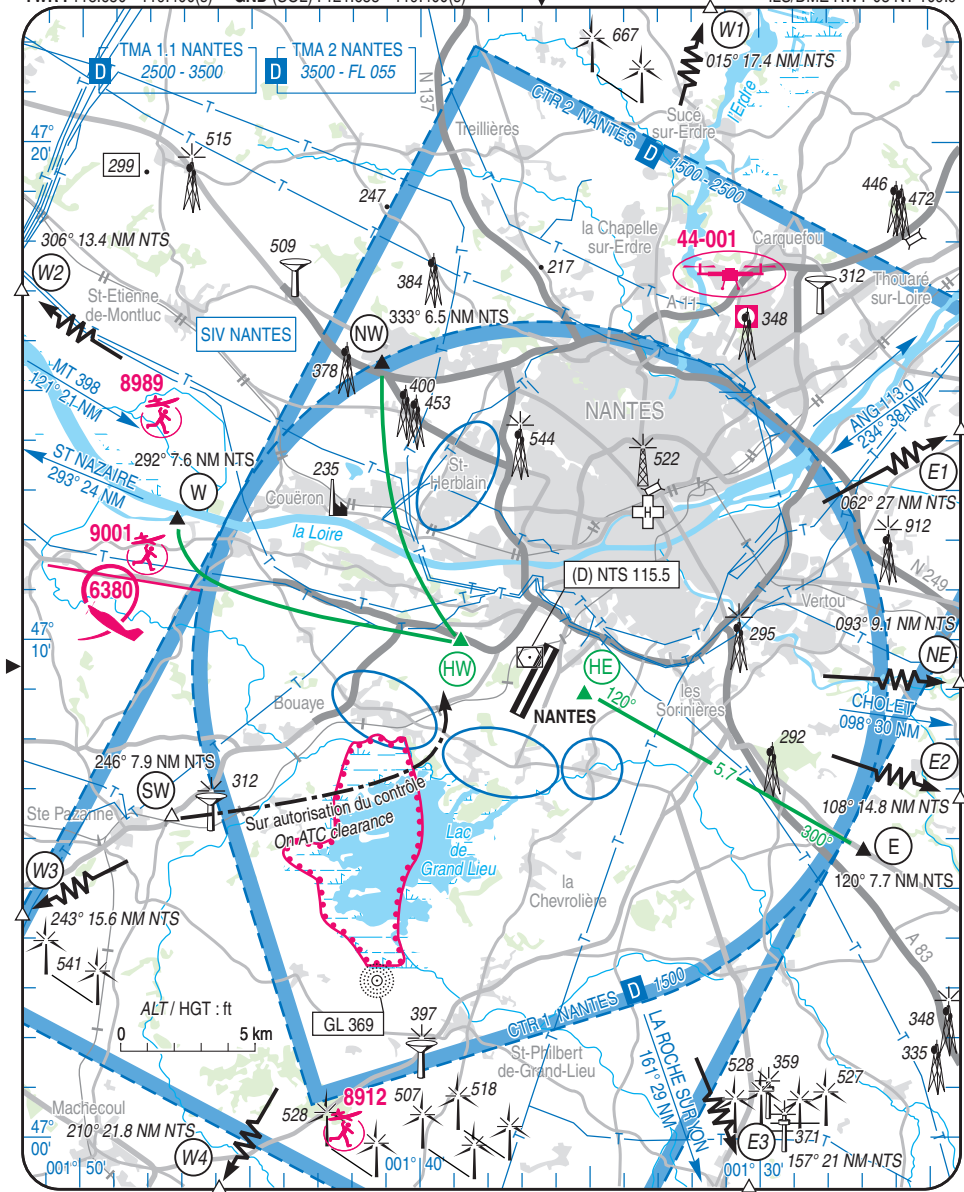 TMA 1.1 NANTES
D 2500 - 3500
TMA 2 NANTES
D 3500 - FL 055
N 137
667
W1
015° 17.4 NM NTS
l'Erdre
Suce
sur-Erdre
CTR 2 NANTES D 1500-2500
Treillières
47°
20'
515
299
247
446
472
306° 13.4 NM NTS
W2
509
la Chapelle
sur-Erdre
44-001
Carquefou
217
384
312
Thouaré
sur-Loire
A 11
St-Etienne
de-Montluc
SIV NANTES
333° 6.5 NM NTS
NW
348
378
MT 398
121° 21 NM
8989
400
453
NANTES
ANG 113.0
234° 38 NM
544
522
292° 7.6 NM NTS
W
St-
Herblain
E1
062° 27 NM NTS
ST NAZAIRE
293° 24 NM
235
Couëron
H
912
la Loire
9001
6380
(D) NTS 115.5
N 249
Vertou
093° 9.1 NM NTS
295
47°
10'
HW
HE
NE
120°
NANTES
les
Sorinières
CHOLET
098° 30 NM
Bouaye
292
246° 7.9 NM NTS
E2
5.7
108° 14.8 NM NTS
312
SW
Ste Pazanne
Sur autorisation du contrôle
On ATC clearance
300°
E
Lac
de
Grand Lieu
W3
120° 7.7 NM NTS
la
Chevrolière
243° 15.6 NM NTS
A 83
541
ALT / HGT : ft
0 5 km
GL 369
397
CTR 1 NANTES D 1500
348
St-Philbert
de-Grand-Lieu
LA ROCHE SUR YON
161° 29 NM
335
8912
528
507
518
528
359
527
371
Machecoul
210° 21.8 NM NTS
W4
E3
157° 21 NM NTS
47°
00'
001° 50'
001° 40'
001° 30'